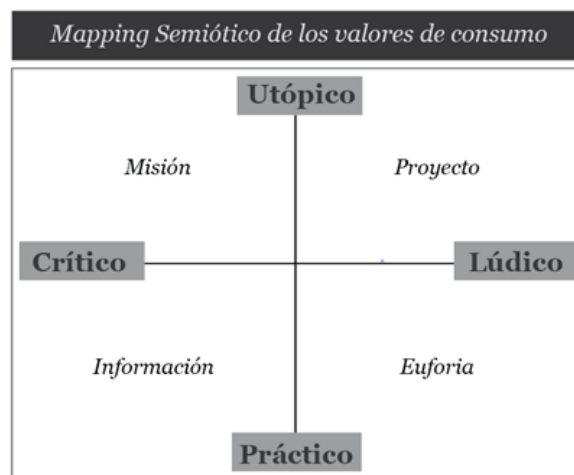 Mapping Semiótico de los valores de consumo
Utópico
Misión
Proyecto
Crítico
Lúdico
Información
Euforia
Práctico